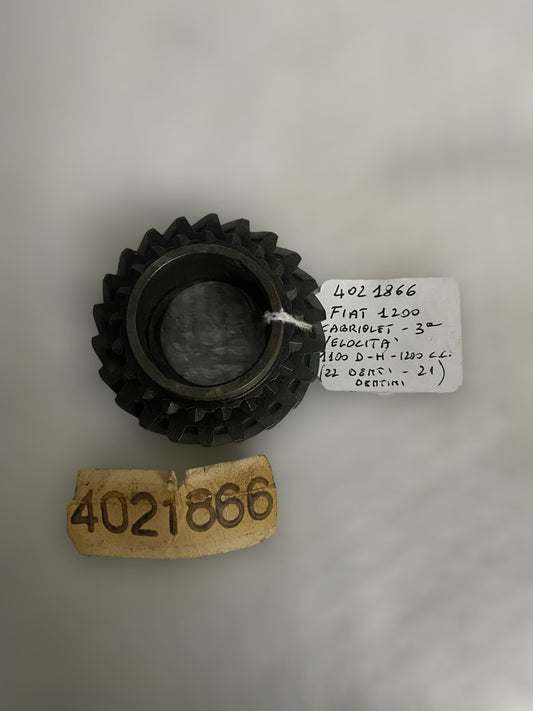 4021866
FIAT 1200
CABRIOLET - 3ª
VELOCITA'
1100 D-H-1200 C.C.
(22 DENTI - 21)
DENTINI
4021866